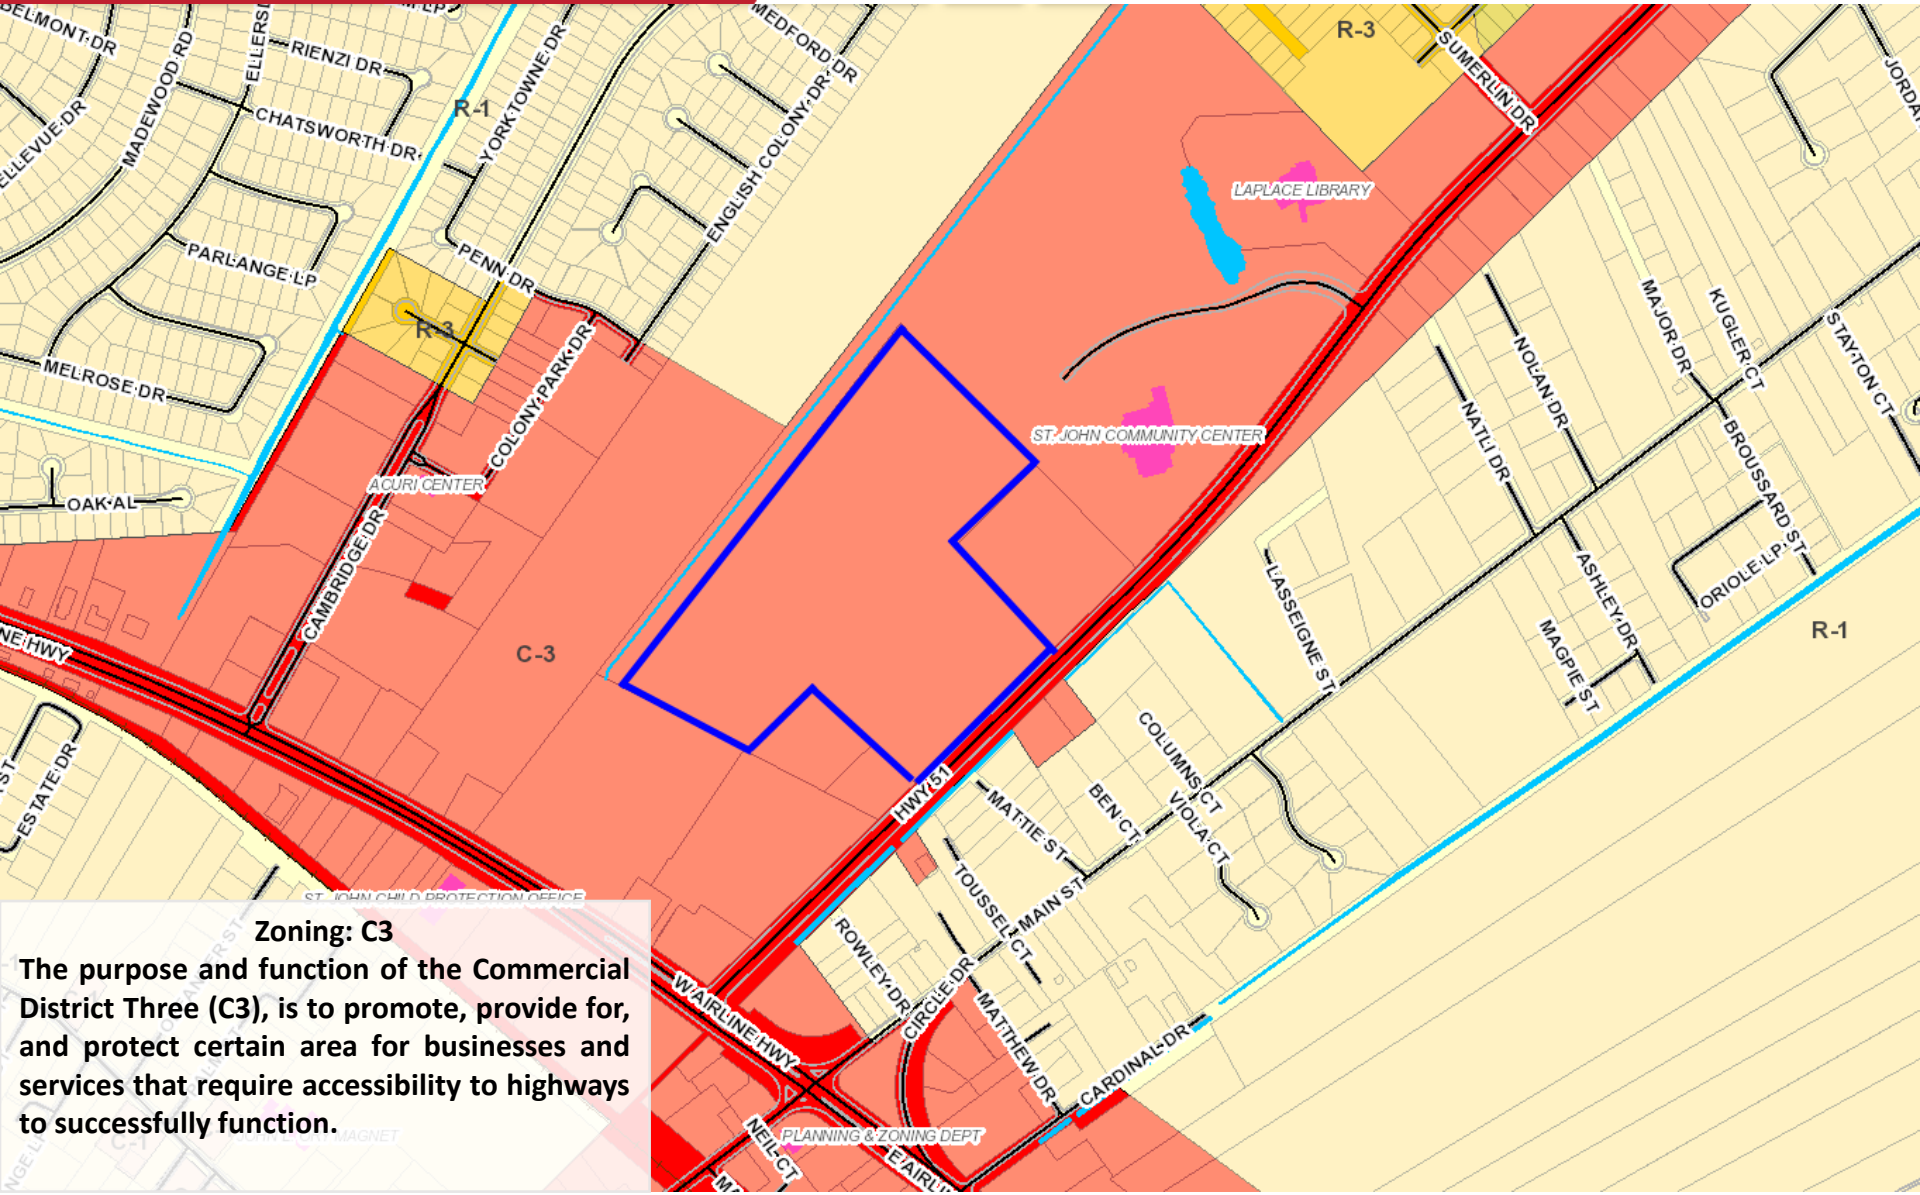 RIENZI DR
MADEWOOD RD
CHATSWORTH DR
R-1
YORKTOWNE DR
MEDFORD DR
ENGLISH COLONY DR
R-3
SUMERLIN DR
LAPLACE LIBRARY
PARLANGE LP
PENN DR
R-3
MELROSE DR
COLONY PARK DR
ACURI CENTER
OAK AL
CAMBRIDGE DR
ST. JOHN COMMUNITY CENTER
MAJOR DR
KUGLER CT
NOLAN DR
STAYTON CT
NATLI DR
BROUSSARD ST
ORIOLE LP
ASHLEY DR
LASSEIGNE ST
MAGPIE ST
R-1
C-3
ESTATE DR
COLUMNS CT
HWY 51
MATTIE ST
BEN CT
VIOLA CT
TOUSSEL CT
MAIN ST
ROWLEY DR
CIRCLE DR
MATTHEW DR
CARDINAL DR
W AIRLINE HWY
ST. JOHN CHILD PROTECTION OFFICE
NEIL CT
PLANNING & ZONING DEPT
Zoning: C3
The purpose and function of the Commercial
District Three (C3), is to promote, provide for,
and protect certain area for businesses and
services that require accessibility to highways
to successfully function.
C-1